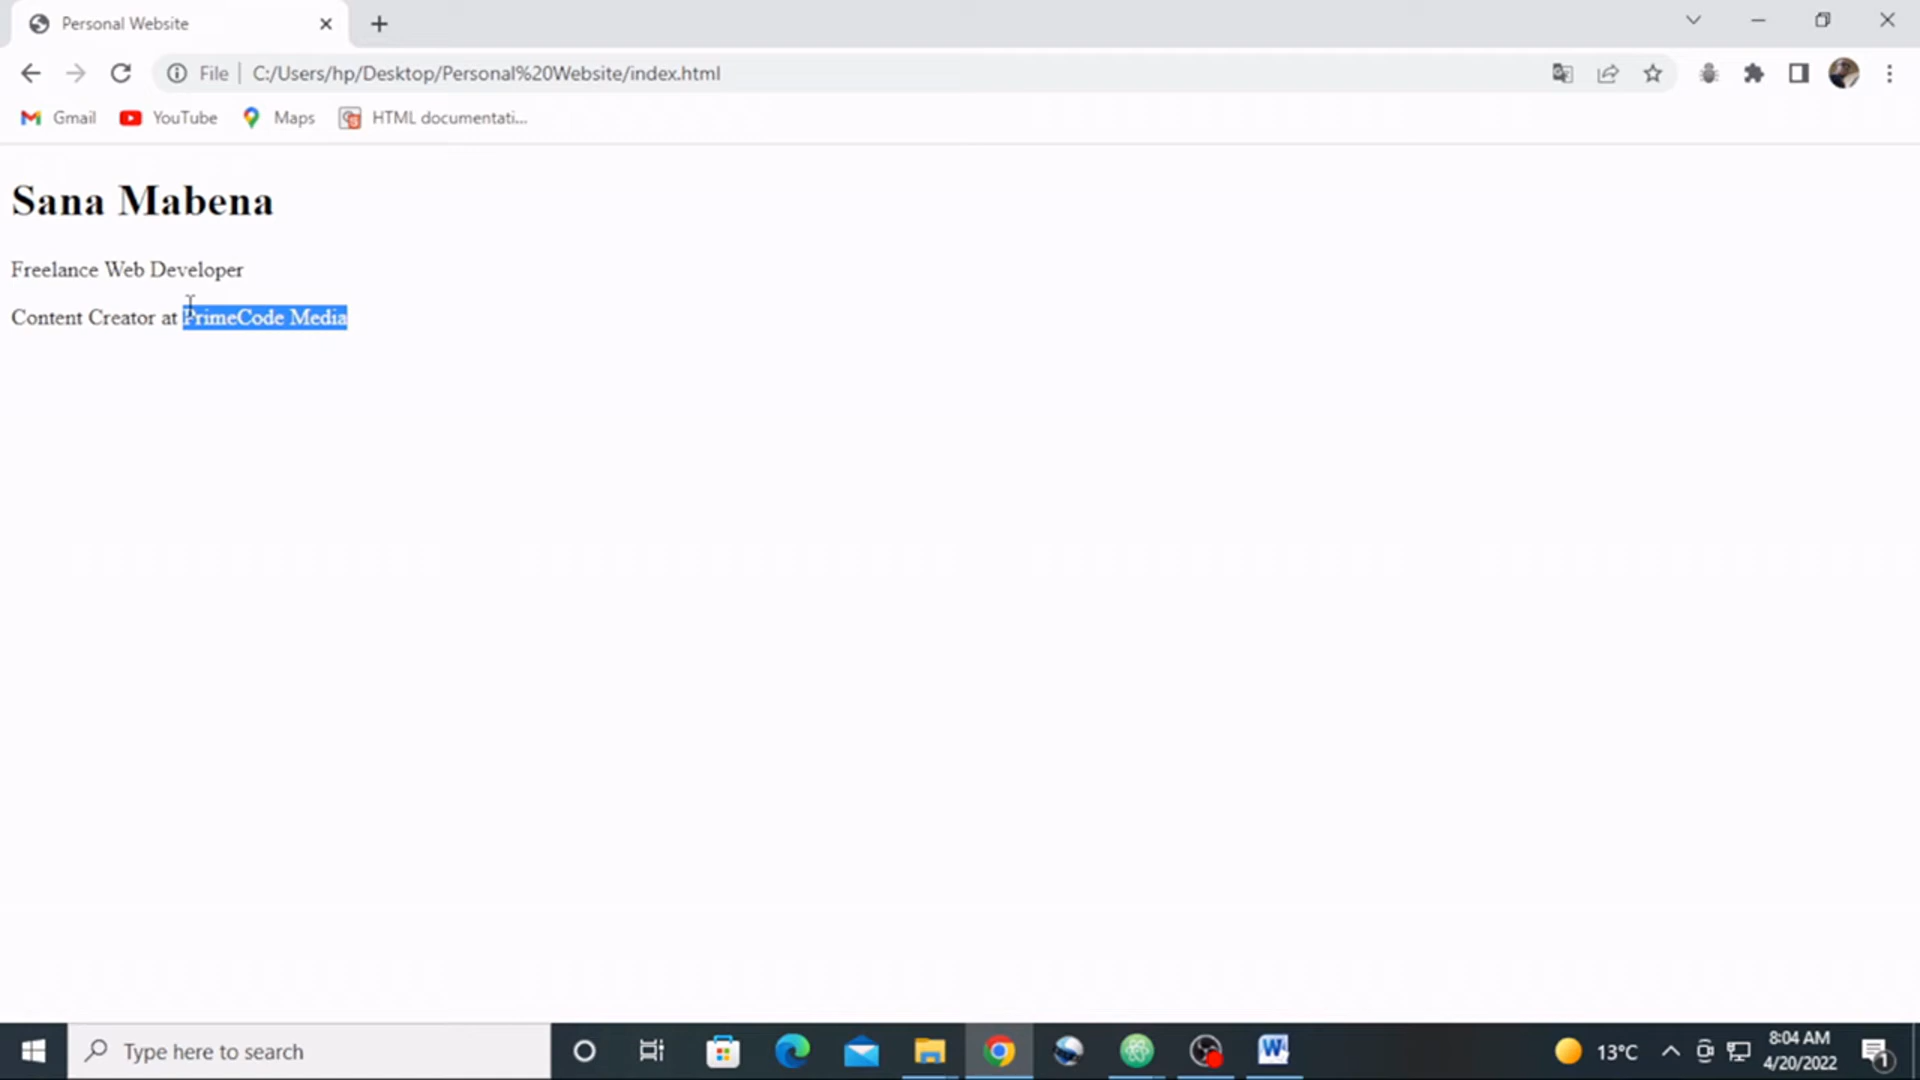 Personal Website
File | C:/Users/hp/Desktop/Personal%20Website/index.html
Gmail YouTube Maps HTML documentati...
Sana Mabena
Freelance Web Developer
Content Creator at PrimeCode Media
Type here to search
13°C
8:04 AM
4/20/2022
1